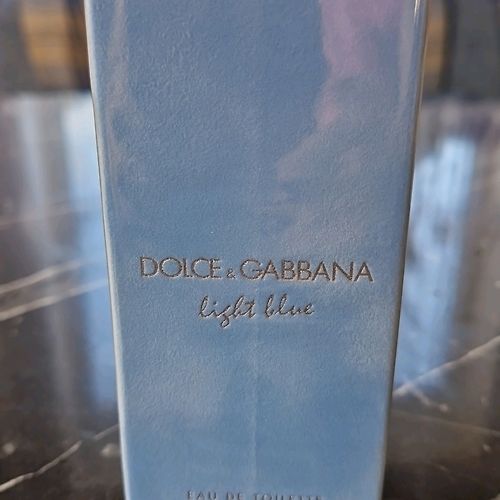 DOLCE & GABBANA
light blue
EAU DE TOILETTE